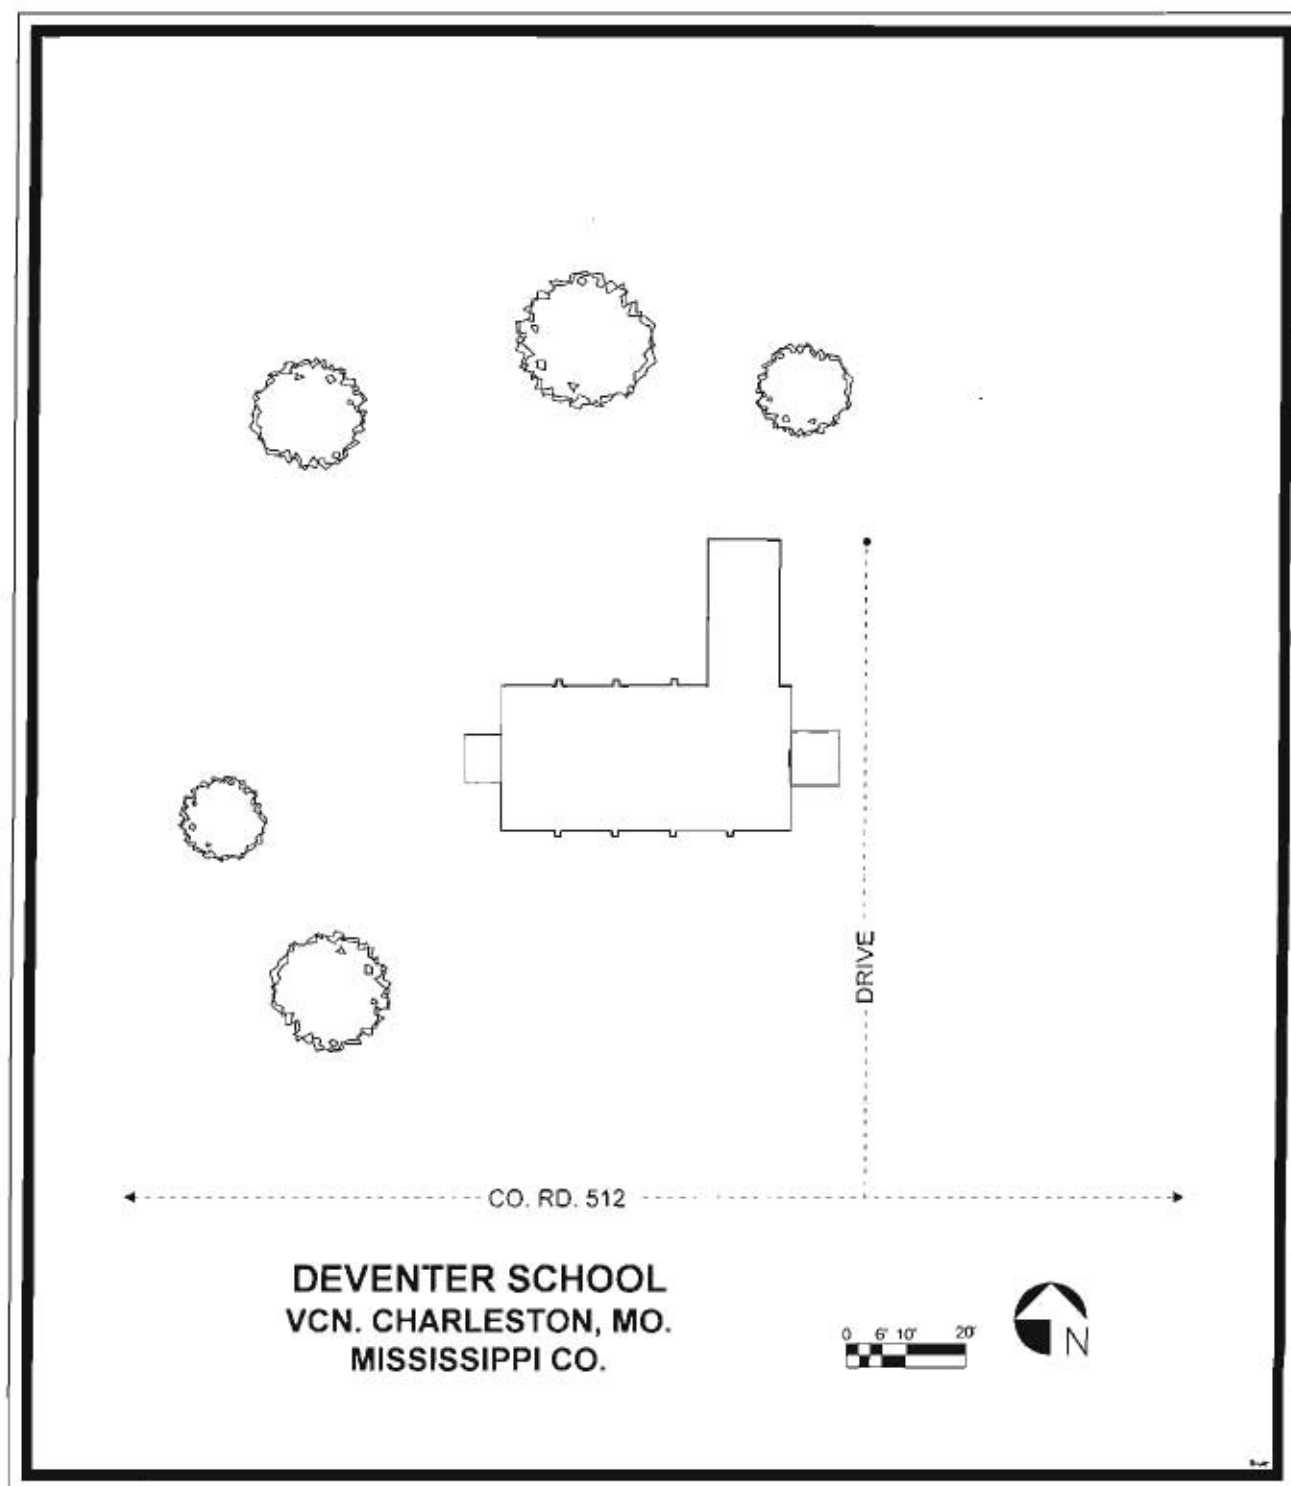 DRIVE
CO. RD. 512
DEVENTER SCHOOL
VCN. CHARLESTON, MO.
MISSISSIPPI CO.
0 6' 10' 20'
N